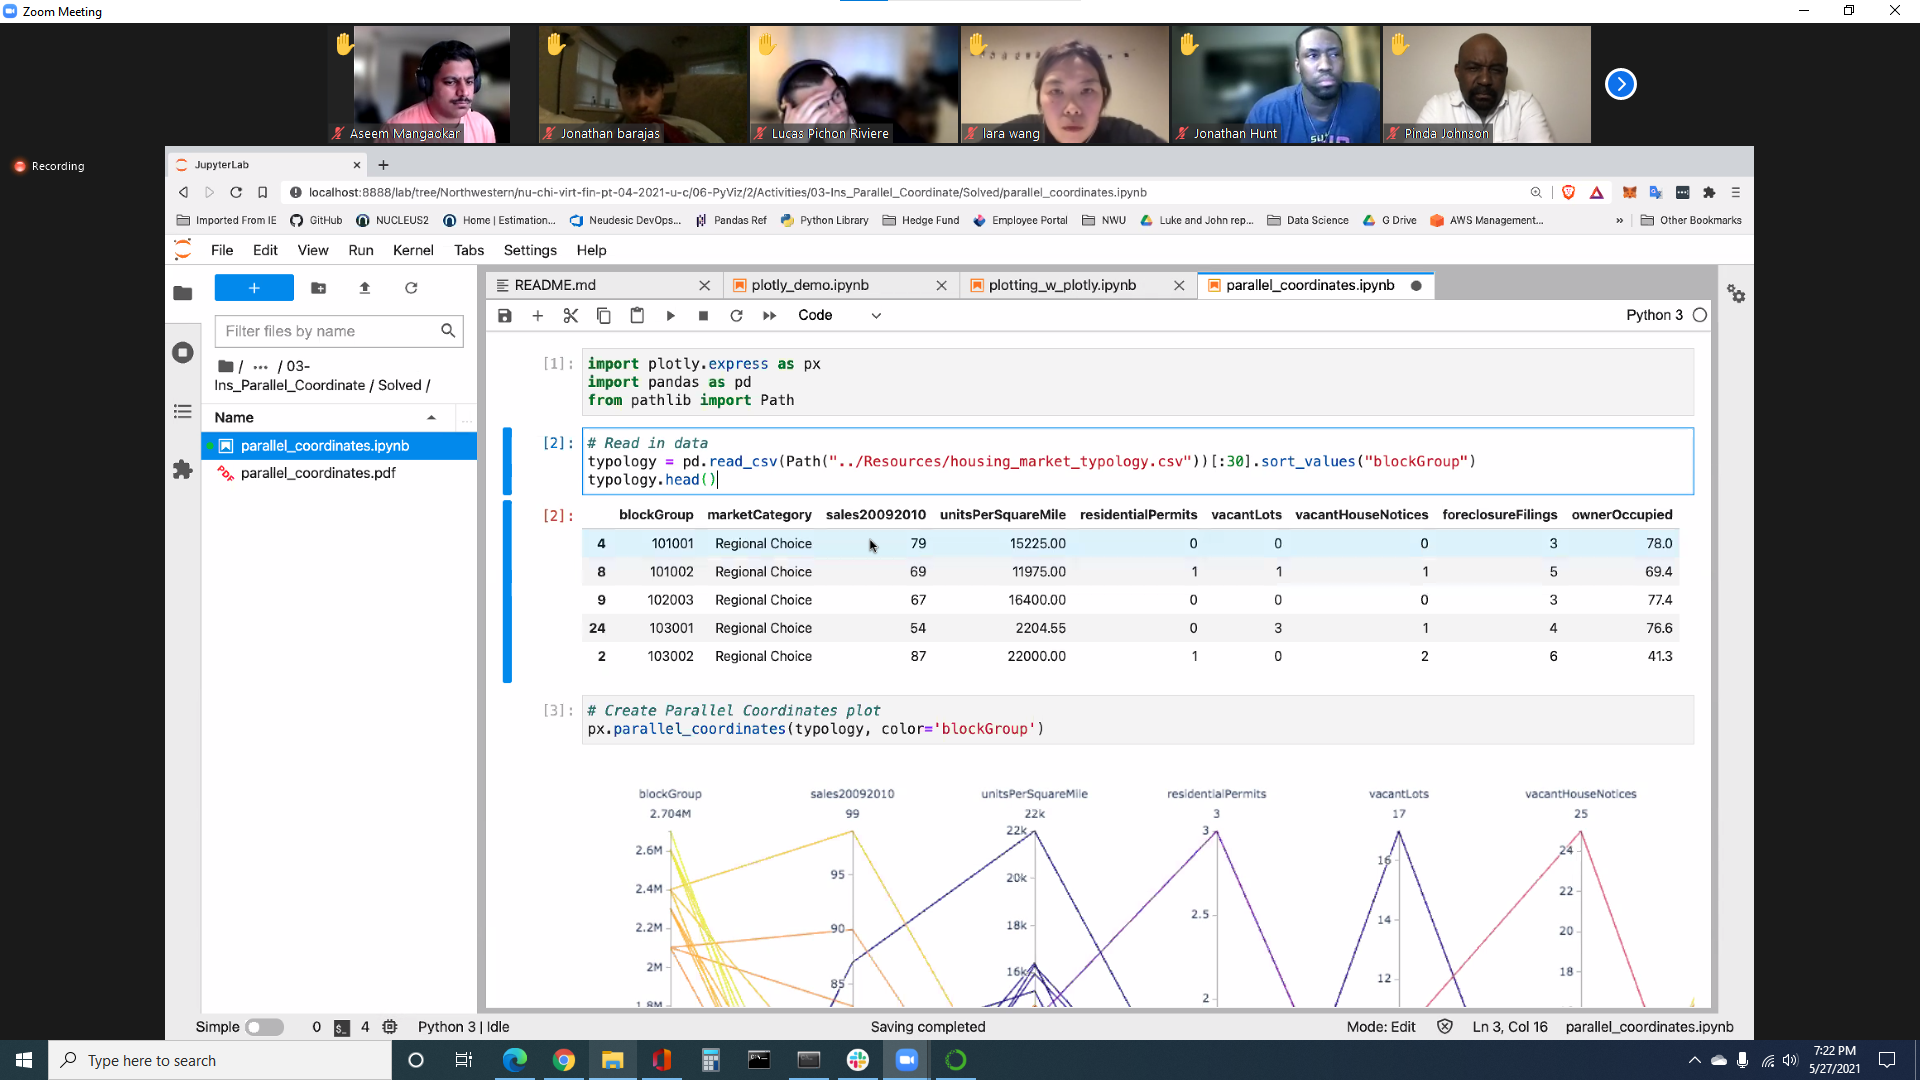 Zoom Meeting
Aseem Mangaokar
Jonathan barajas
Lucas Pichon Riviere
lara wang
Jonathan Hunt
Pinda Johnson
Recording
JupyterLab
localhost:8888/lab/tree/Northwestern/nu-chi-virt-fin-pt-04-2021-u-c/06-PyViz/2/Activities/03-Ins_Parallel_Coordinate/Solved/parallel_coordinates.ipynb
Imported From IE GitHub NUCLEUS2 Home | Estimation... Neudesic DevOps... Pandas Ref Python Library Hedge Fund Employee Portal NWU Luke and John rep... Data Science G Drive AWS Management... » Other Bookmarks
File Edit View Run Kernel Tabs Settings Help
README.md plotly_demo.ipynb plotting_w_plotly.ipynb parallel_coordinates.ipynb
Code Python 3
Filter files by name
/ ... / 03-
Ins_Parallel_Coordinate / Solved /
Name
parallel_coordinates.ipynb
parallel_coordinates.pdf
[1]: import plotly.express as px
import pandas as pd
from pathlib import Path
[2]: # Read in data
typology = pd.read_csv(Path("../Resources/housing_market_typology.csv"))[:30].sort_values("blockGroup")
typology.head()
[2]: blockGroup marketCategory sales20092010 unitsPerSquareMile residentialPermits vacantLots vacantHouseNotices foreclosureFilings ownerOccupied
4 101001 Regional Choice 79 15225.00 0 0 0 3 78.0
8 101002 Regional Choice 69 11975.00 1 1 1 5 69.4
9 102003 Regional Choice 67 16400.00 0 0 0 3 77.4
24 103001 Regional Choice 54 2204.55 0 3 1 4 76.6
2 103002 Regional Choice 87 22000.00 1 0 2 6 41.3
[3]: # Create Parallel Coordinates plot
px.parallel_coordinates(typology, color='blockGroup')
blockGroup sales20092010 unitsPerSquareMile residentialPermits vacantLots vacantHouseNotices
2.704M 99 22k 3 17 25
22k 3
2.6M 24
16
95
20k
2.4M 22
2.5
2.2M 90 18k 14 20
2M 16k 18
12
85
2
1.8M
Simple 0 4 Python 3 | Idle Saving completed Mode: Edit Ln 3, Col 16 parallel_coordinates.ipynb
Type here to search
7:22 PM
5/27/2021